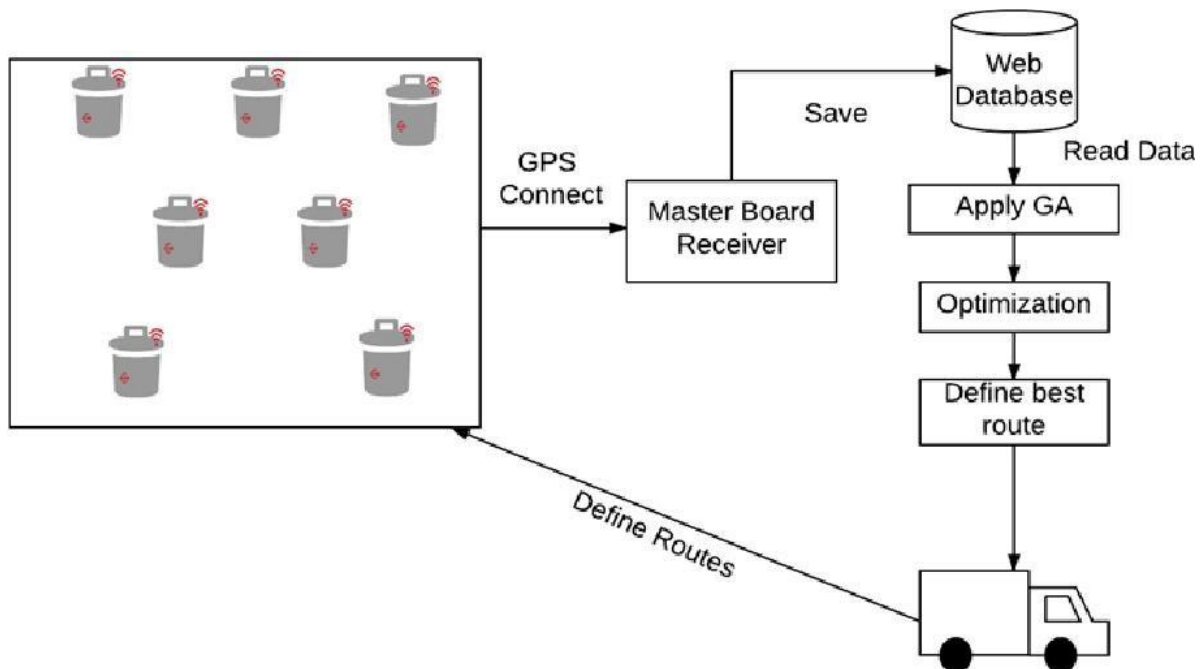 GPS
Connect
Master Board
Receiver
Save
Web
Database
Read Data
Apply GA
Optimization
Define best
route
Define Routes